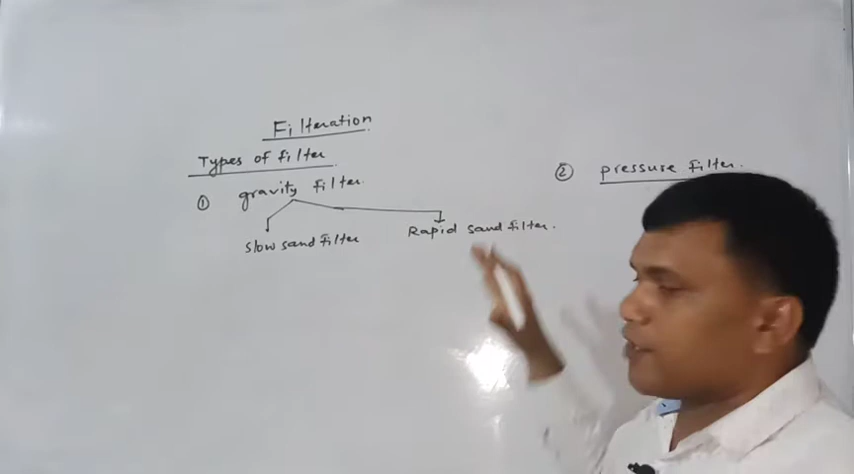 Filteration
Types of filter
① gravity filter.
Slow sand filter
Rapid sand filter.
② pressure filter.